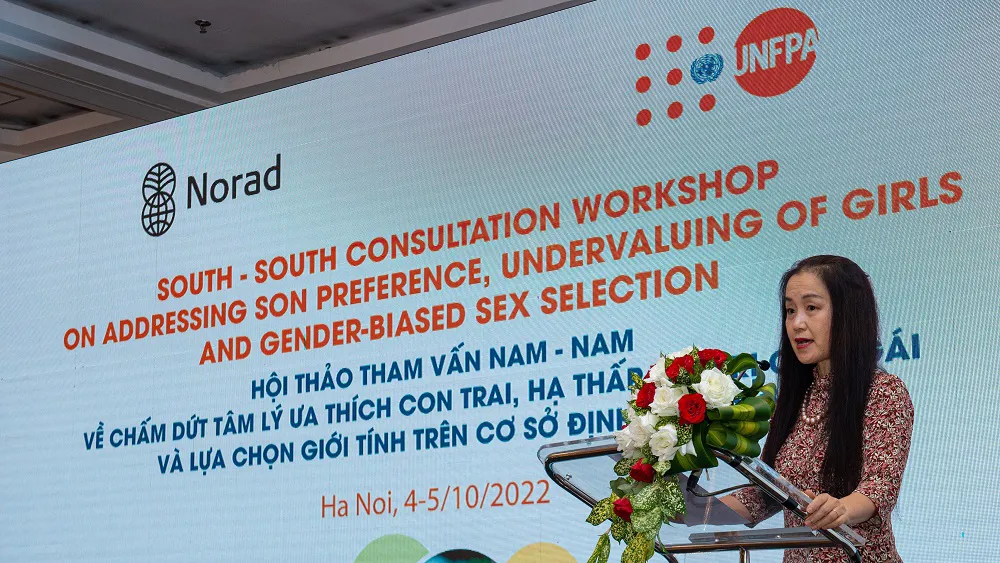 UNFPA
Norad
SOUTH - SOUTH CONSULTATION WORKSHOP
ON ADDRESSING SON PREFERENCE, UNDERVALUING OF GIRLS
AND GENDER-BIASED SEX SELECTION
HỘI THẢO THAM VẤN NAM - NAM
VỀ CHẤM DỨT TÂM LÝ ƯA THÍCH CON TRAI, HẠ THẤP GÁI
VÀ LỰA CHỌN GIỚI TÍNH TRÊN CƠ SỞ ĐỊNH
Ha Noi, 4-5/10/2022